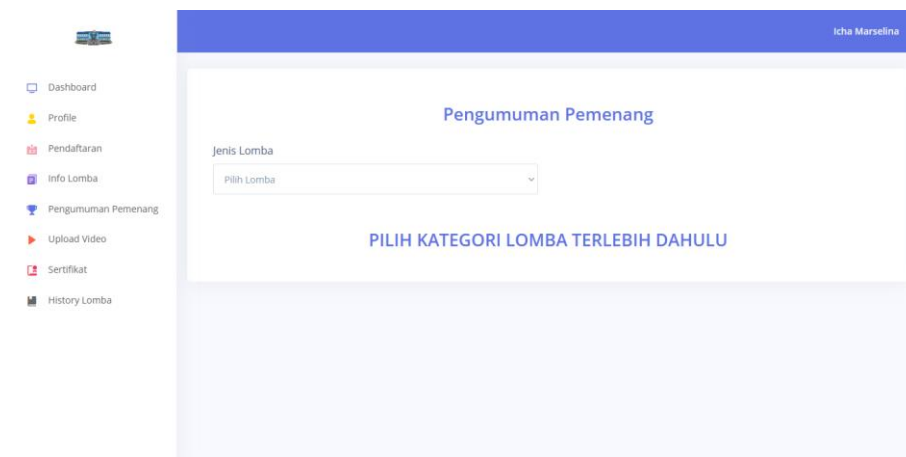 Icha Marselina
Dashboard
Profile
Pendaftaran
Info Lomba
Pengumuman Pemenang
Upload Video
Sertifikat
History Lomba
Pengumuman Pemenang
Jenis Lomba
Pilih Lomba
PILIH KATEGORI LOMBA TERLEBIH DAHULU